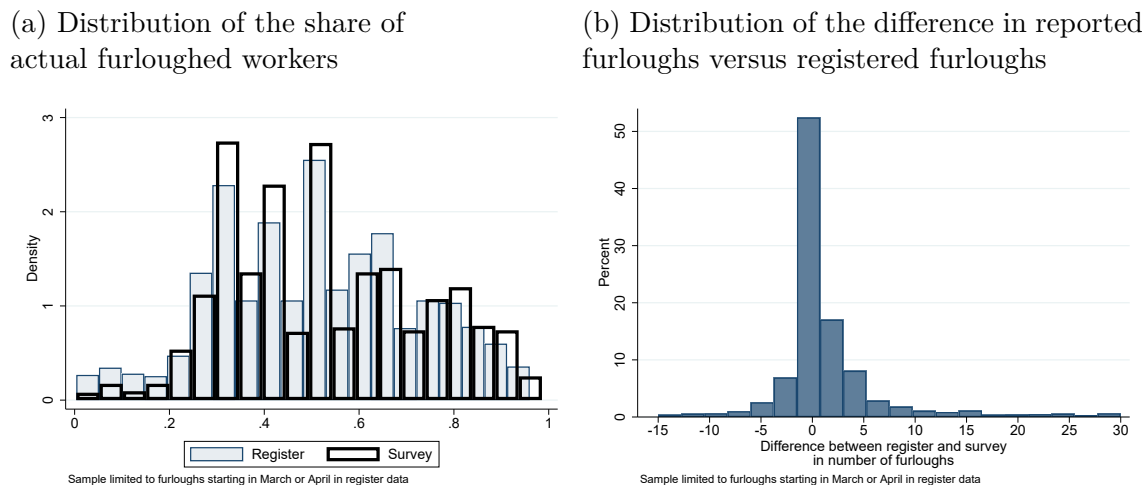 (a) Distribution of the share of
actual furloughed workers
3
2
1
0
Density
0
.2
.4
.6
.8
1
Register
Survey
Sample limited to furloughs starting in March or April in register data
(b) Distribution of the difference in reported
furloughs versus registered furloughs
50
40
30
20
10
0
Percent
-15
-10
-5
0
5
10
15
20
25
30
Difference between register and survey
in number of furloughs
Sample limited to furloughs starting in March or April in register data